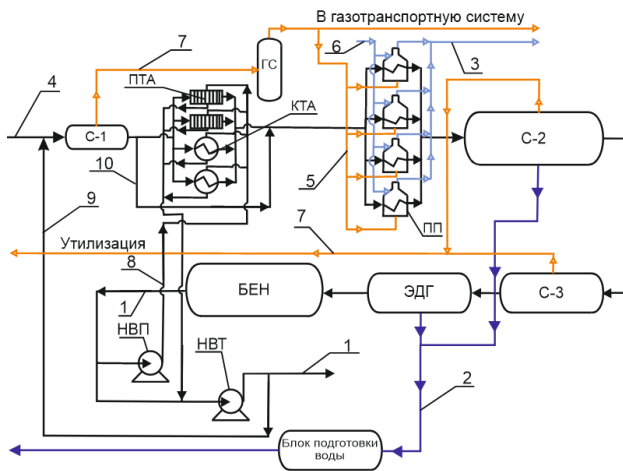 В газотранспортную систему
7
6
ГС
ПТА
3
4
С-1
КТА
С-2
10
5
9
ПП
7
Утилизация
8
1
БЕН
ЭДГ
С-3
НВП
НВТ
1
2
Блок подготовки
воды